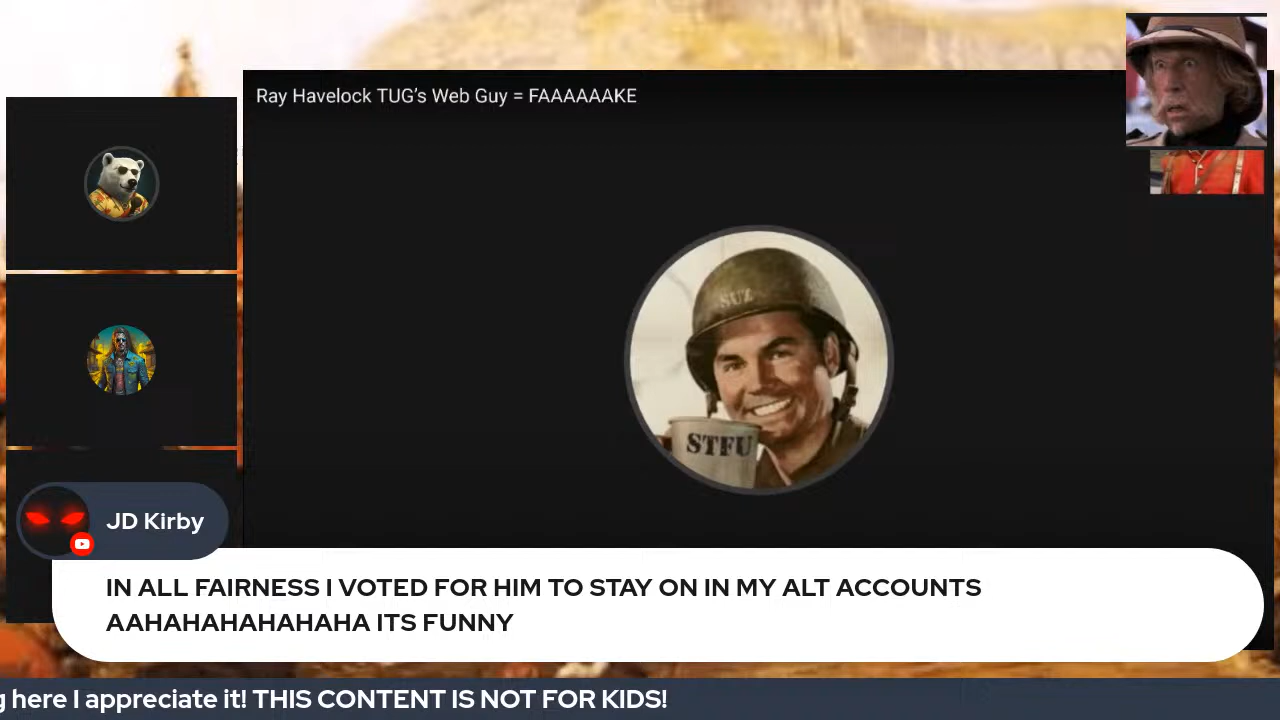 Ray Havelock TUG’s Web Guy = FAAAAAAKE
SUZ
STFU
JD Kirby
IN ALL FAIRNESS I VOTED FOR HIM TO STAY ON IN MY ALT ACCOUNTS
AAHAHAHAHAHAHA ITS FUNNY
g here I appreciate it! THIS CONTENT IS NOT FOR KIDS!